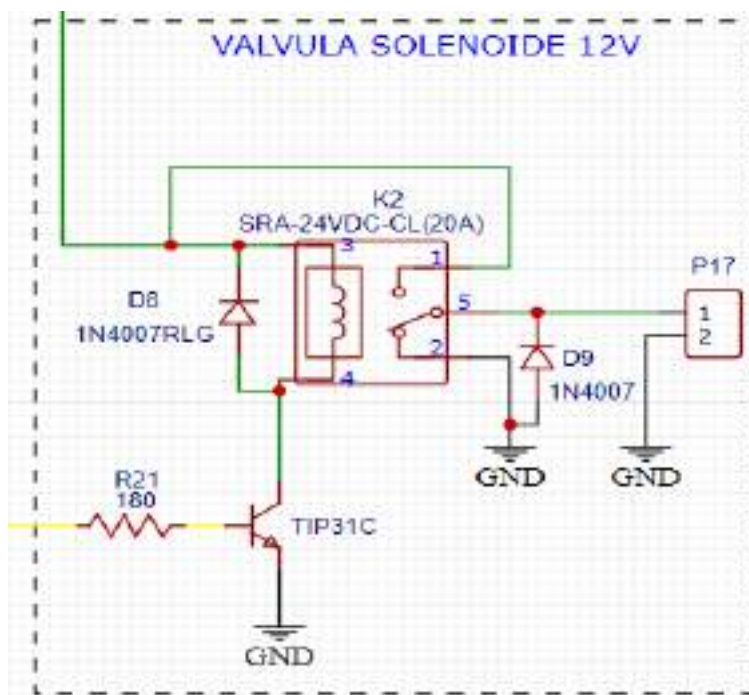 VALVULA SOLENOIDE 12V
K2
SRA-24VDC-CL(20A)
3
1
P17
D8
1N4007RLG
5
1
2
2
D9
1N4007
4
GND
GND
R21
180
TIP31C
GND